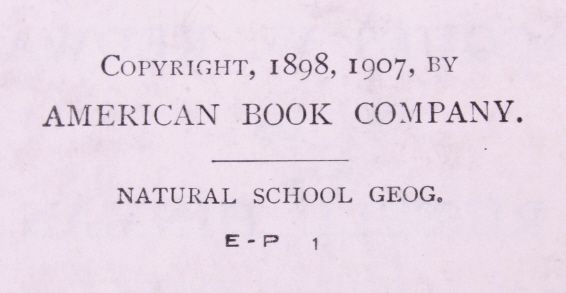 COPYRIGHT, 1898, 1907, BY
AMERICAN BOOK COMPANY.
NATURAL SCHOOL GEOG.
E-P 1